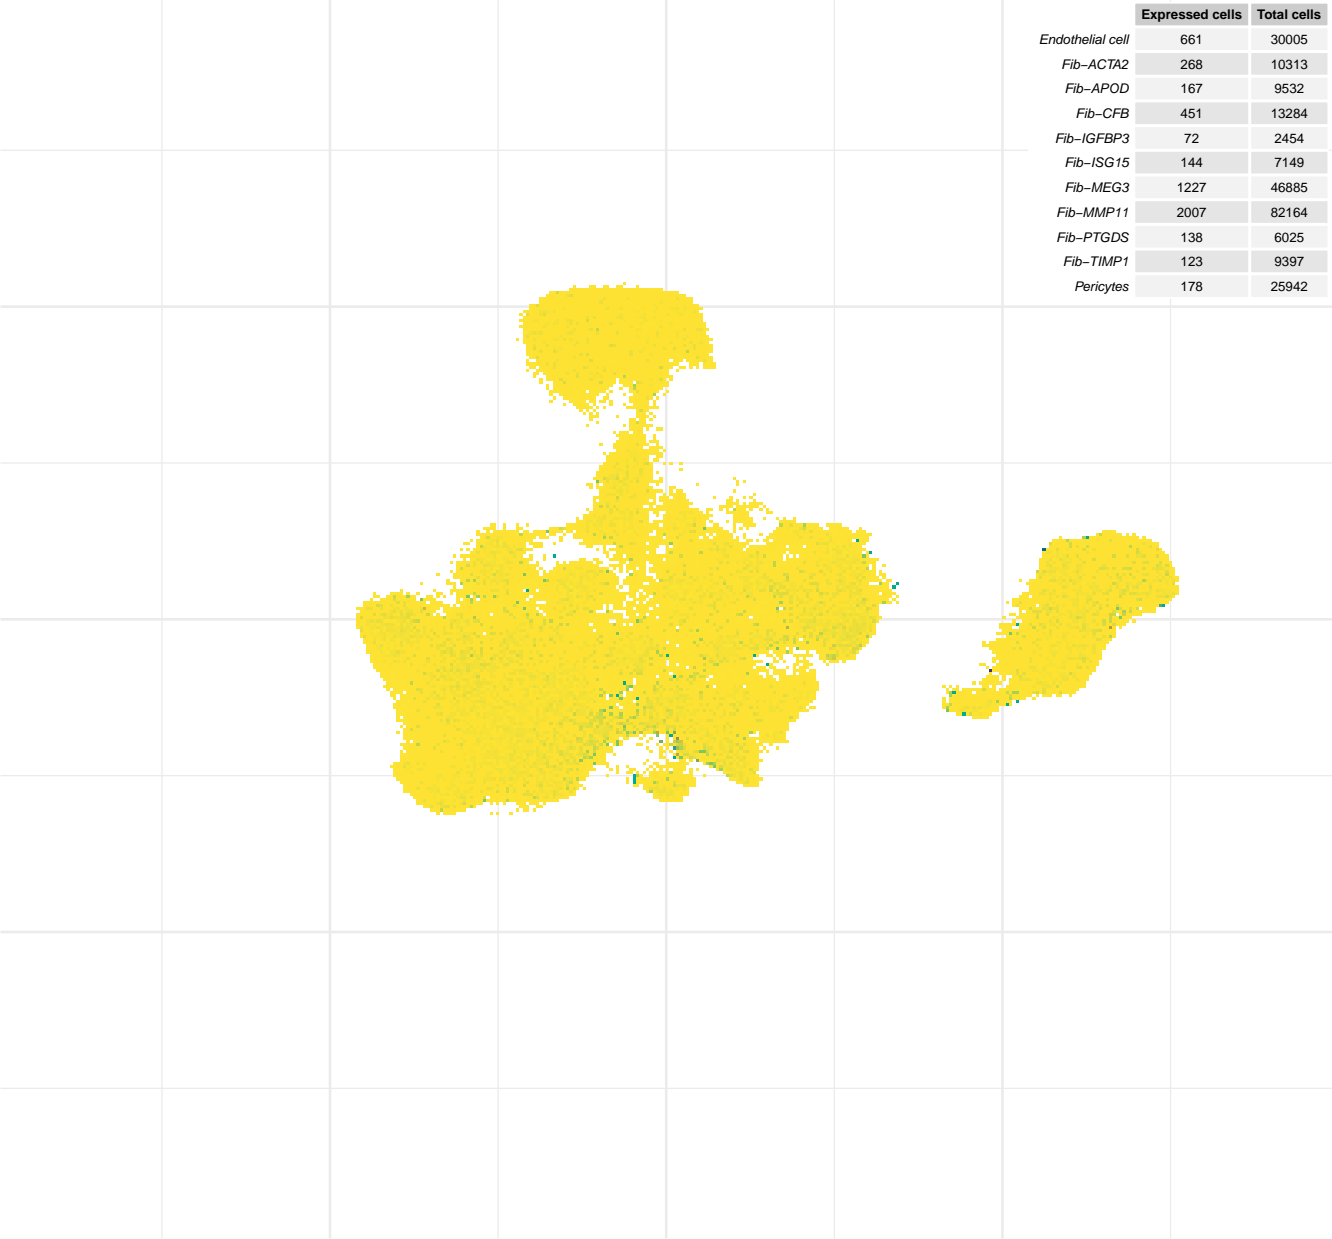 Expressed cells Total cells
Endothelial cell 661 30005
Fib−ACTA2 268 10313
Fib−APOD 167 9532
Fib−CFB 451 13284
Fib−IGFBP3 72 2454
Fib−ISG15 144 7149
Fib−MEG3 1227 46885
Fib−MMP11 2007 82164
Fib−PTGDS 138 6025
Fib−TIMP1 123 9397
Pericytes 178 25942